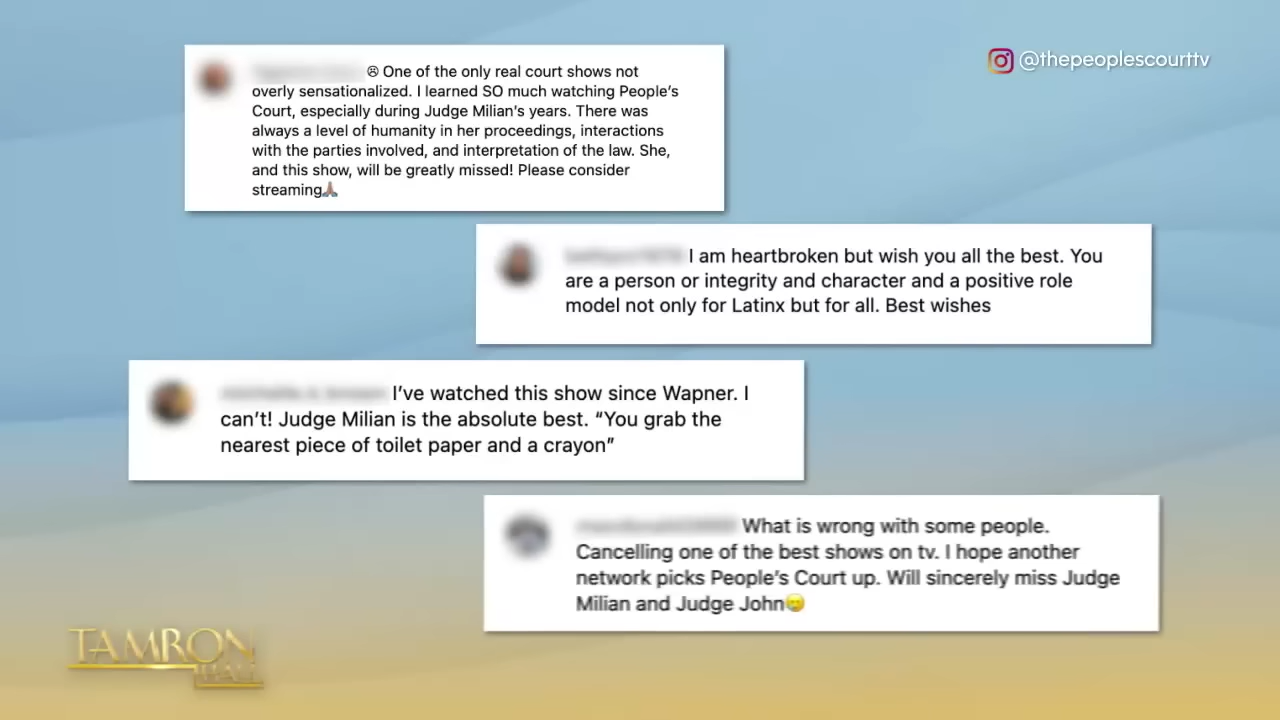 @thepeoplescourttv
☹ One of the only real court shows not
overly sensationalized. I learned SO much watching People's
Court, especially during Judge Milian's years. There was
always a level of humanity in her proceedings, interactions
with the parties involved, and interpretation of the law. She,
and this show, will be greatly missed! Please consider
streaming🙏🏽
I am heartbroken but wish you all the best. You
are a person or integrity and character and a positive role
model not only for Latinx but for all. Best wishes
I've watched this show since Wapner. I
can't! Judge Milian is the absolute best. “You grab the
nearest piece of toilet paper and a crayon”
What is wrong with some people.
Cancelling one of the best shows on tv. I hope another
network picks People's Court up. Will sincerely miss Judge
Milian and Judge John😢
TAMRON
HALL